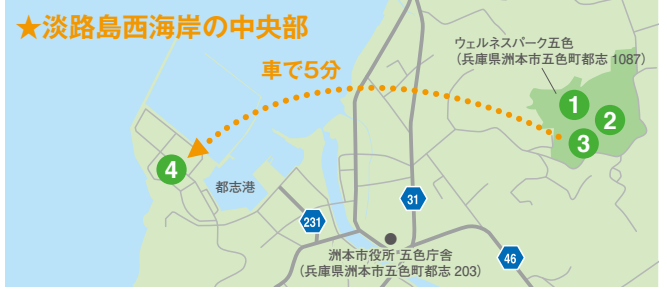 ★淡路島西海岸の中央部
車で5分
ウェルネスパーク五色
(兵庫県洲本市五色町都志 1087)
1
2
3
4
都志港
231
31
洲本市役所 五色庁舎
(兵庫県洲本市五色町都志 203)
46